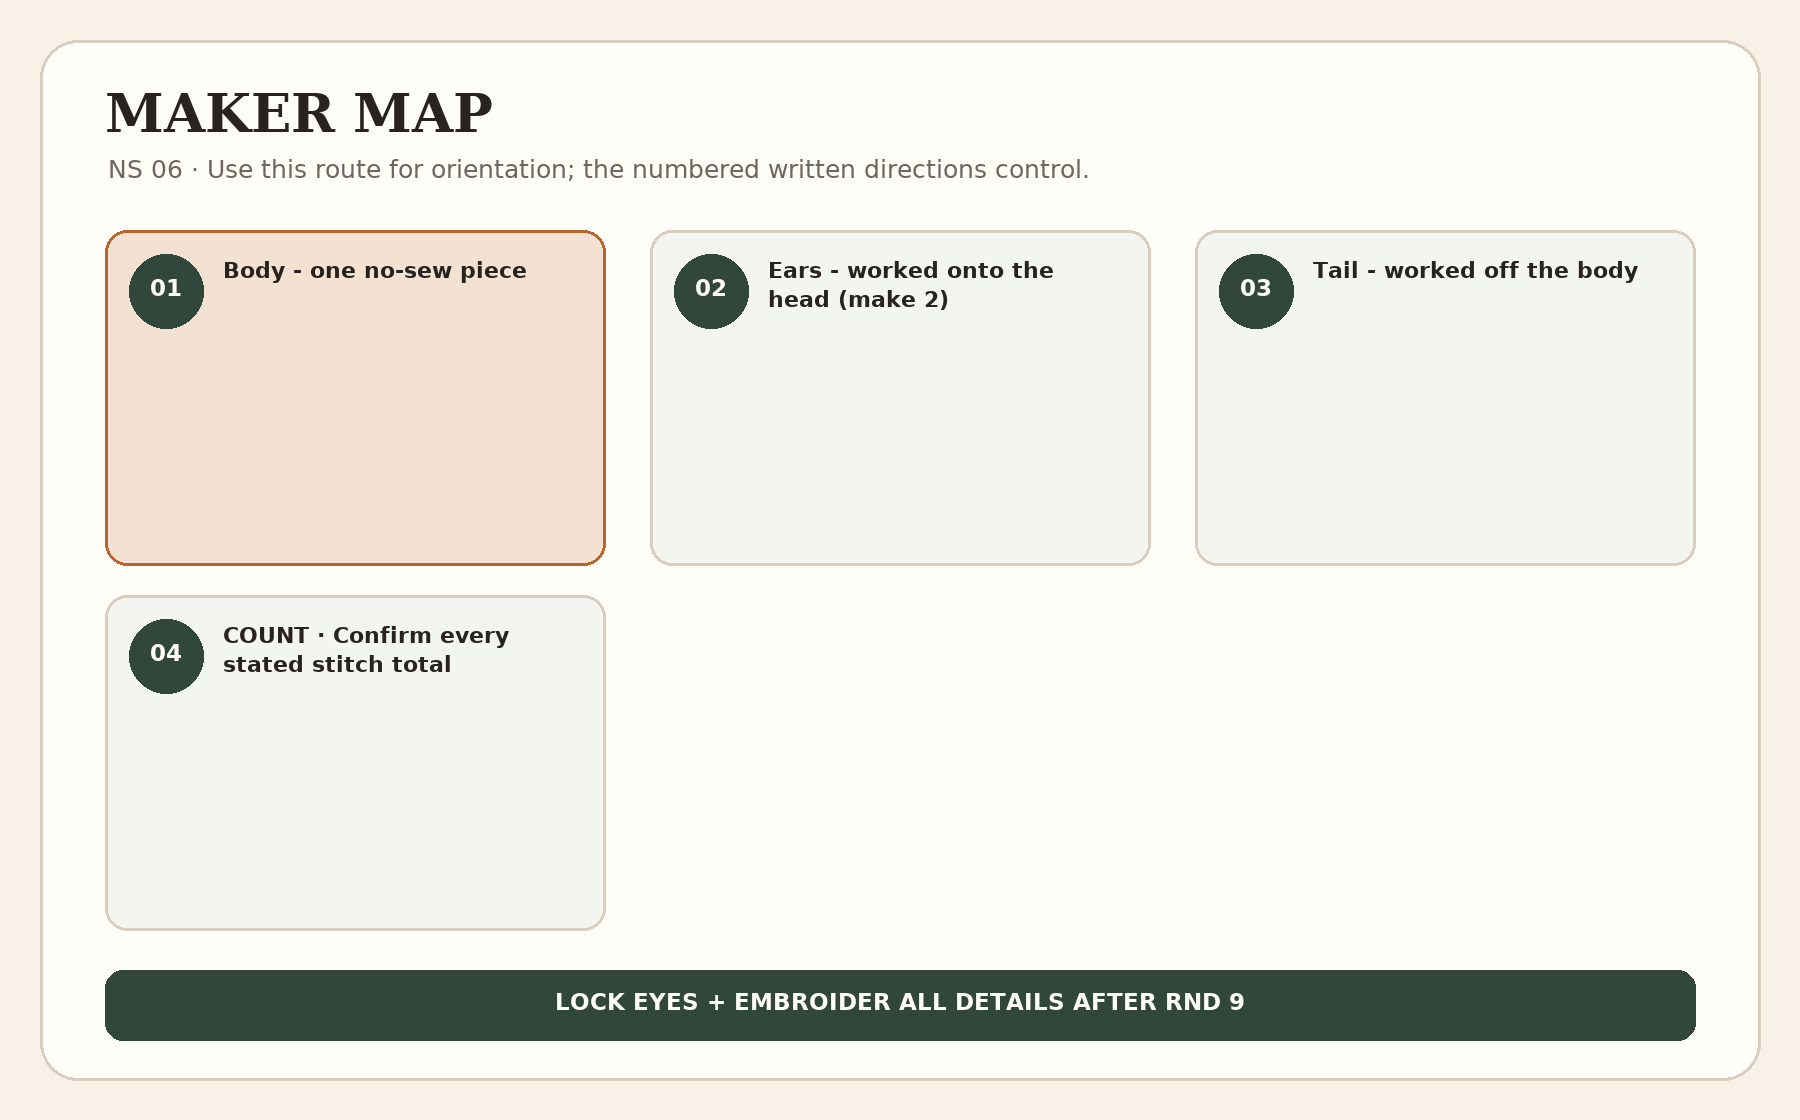 MAKER MAP
NS 06 · Use this route for orientation; the numbered written directions control.
01
Body - one no-sew piece
02
Ears - worked onto the
head (make 2)
03
Tail - worked off the body
04
COUNT · Confirm every
stated stitch total
LOCK EYES + EMBROIDER ALL DETAILS AFTER RND 9